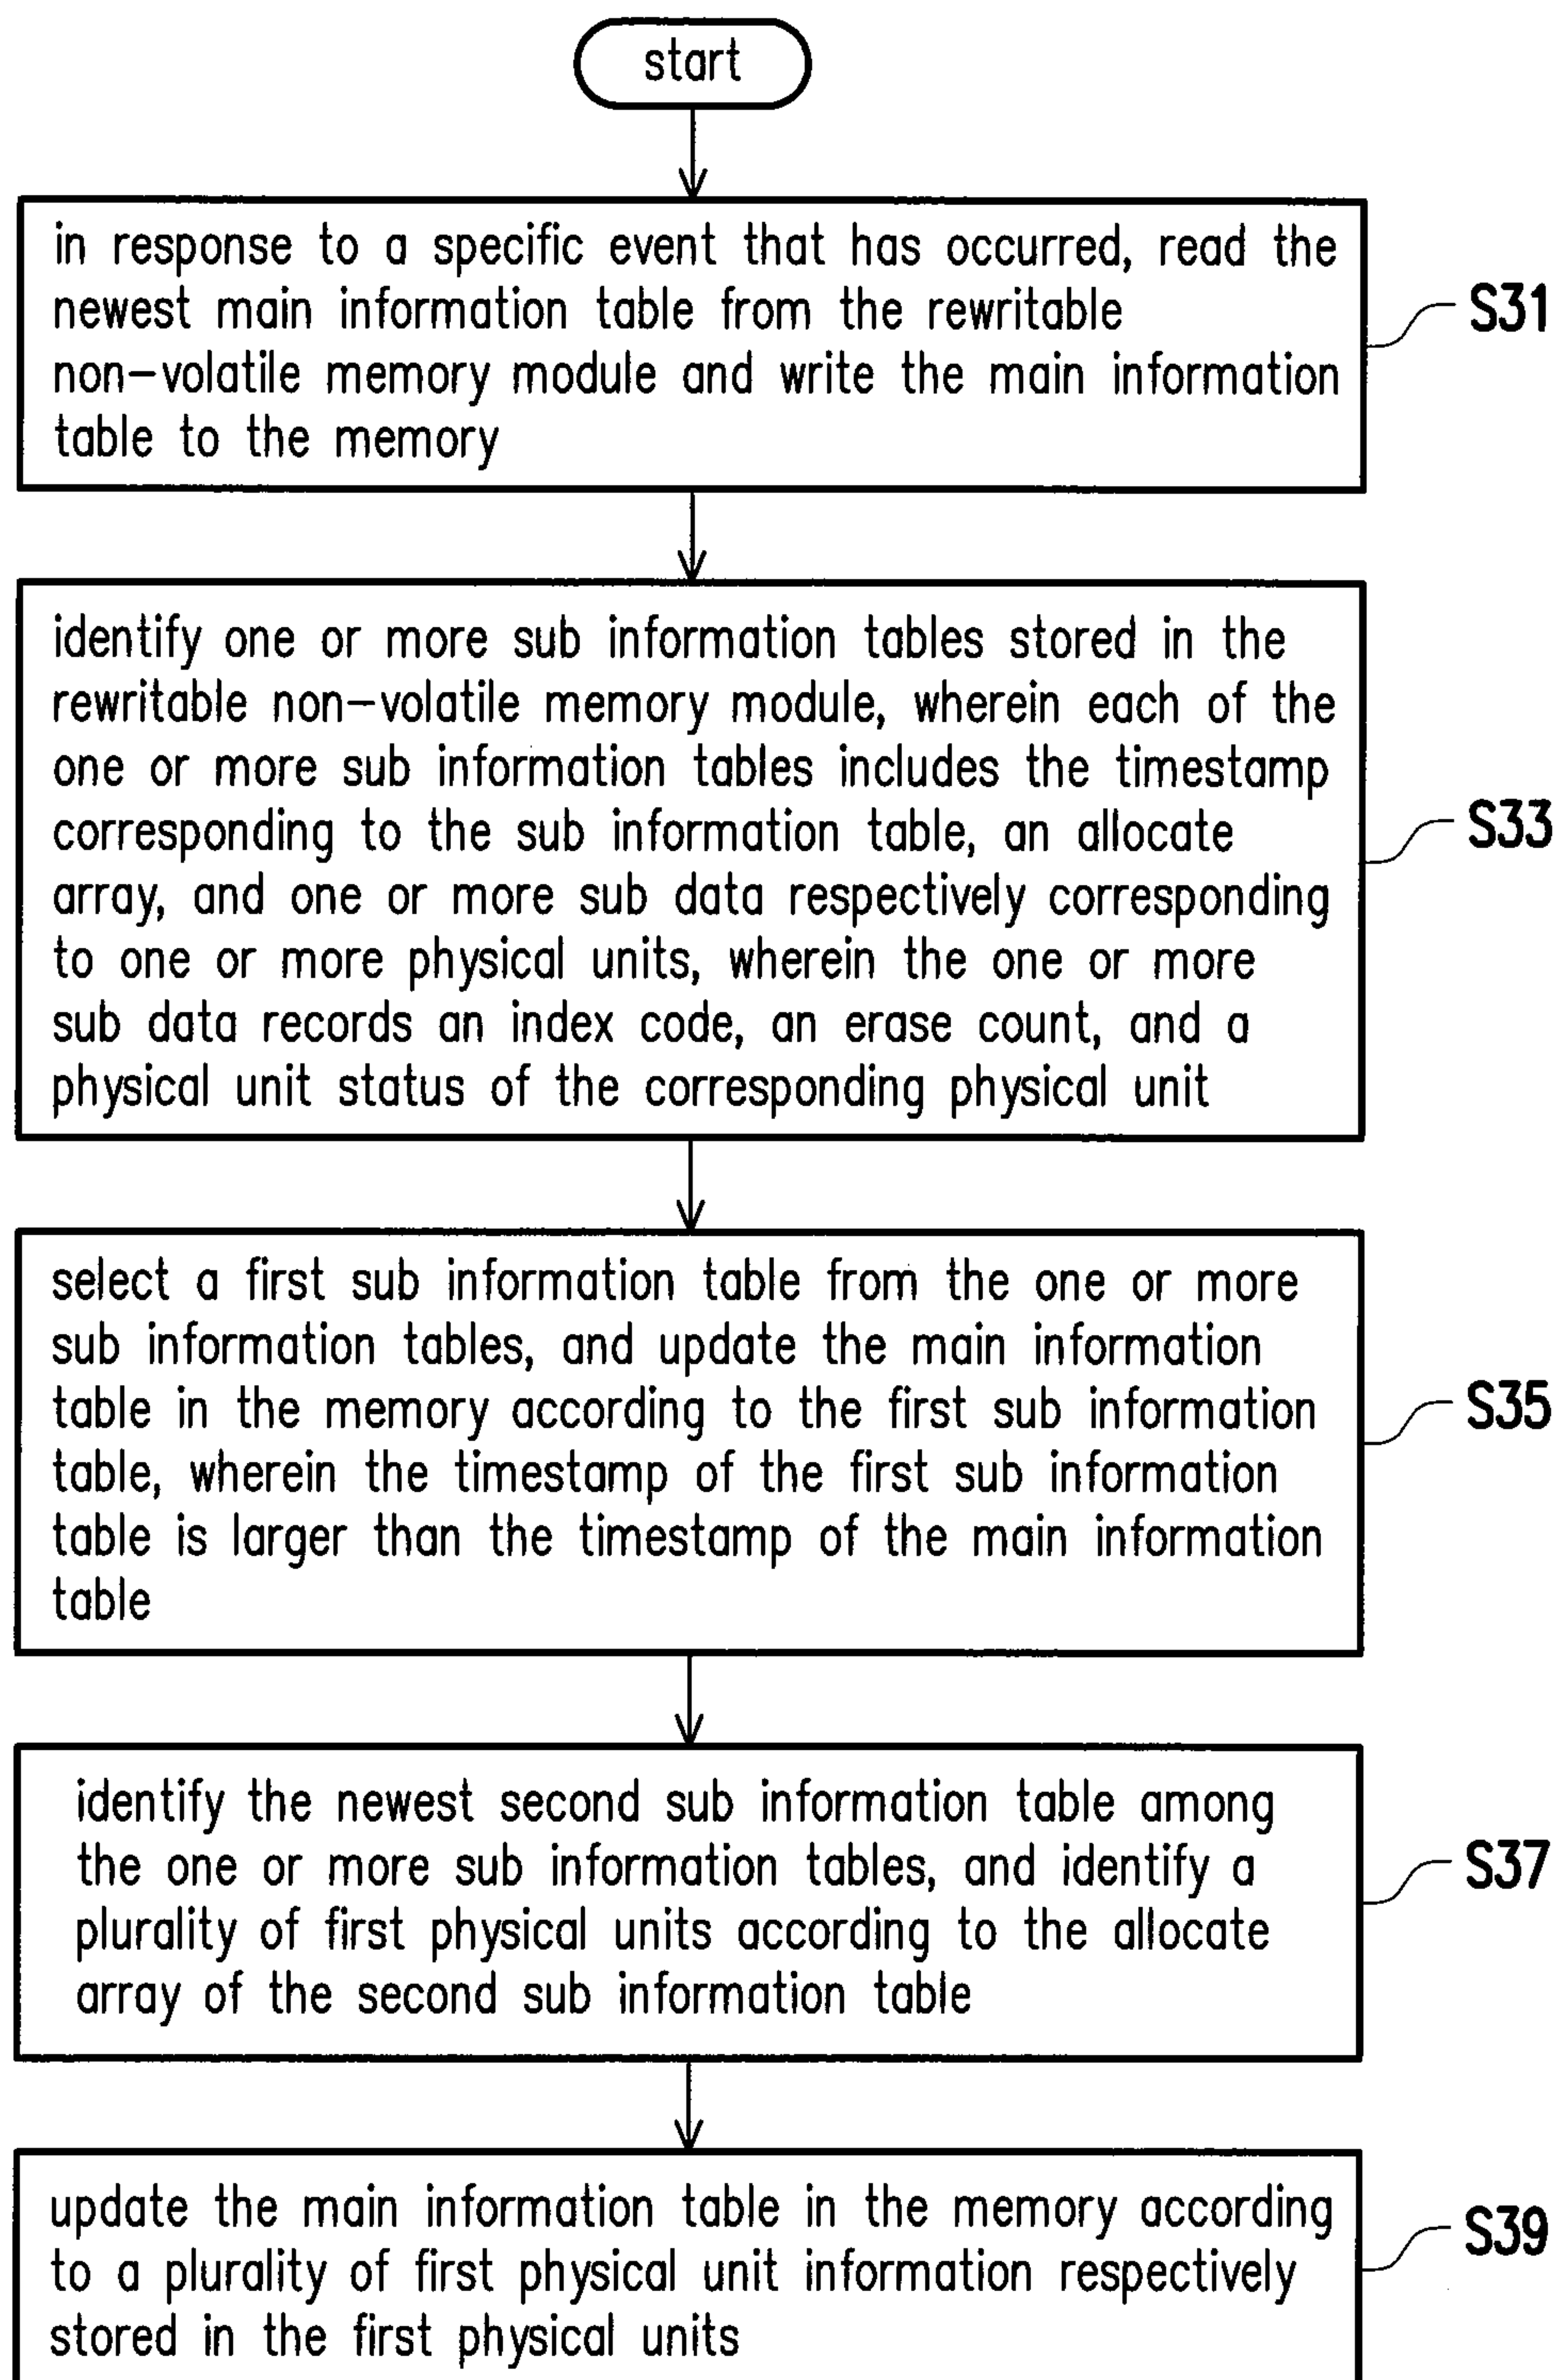 start
in response to a specific event that has occurred, read the
newest main information table from the rewritable
non-volatile memory module and write the main information
table to the memory
S31
identify one or more sub information tables stored in the
rewritable non-volatile memory module, wherein each of the
one or more sub information tables includes the timestamp
corresponding to the sub information table, an allocate
array, and one or more sub data respectively corresponding
to one or more physical units, wherein the one or more
sub data records an index code, an erase count, and a
physical unit status of the corresponding physical unit
S33
select a first sub information table from the one or more
sub information tables, and update the main information
table in the memory according to the first sub information
table, wherein the timestamp of the first sub information
table is larger than the timestamp of the main information
table
S35
identify the newest second sub information table among
the one or more sub information tables, and identify a
plurality of first physical units according to the allocate
array of the second sub information table
S37
update the main information table in the memory according
to a plurality of first physical unit information respectively
stored in the first physical units
S39